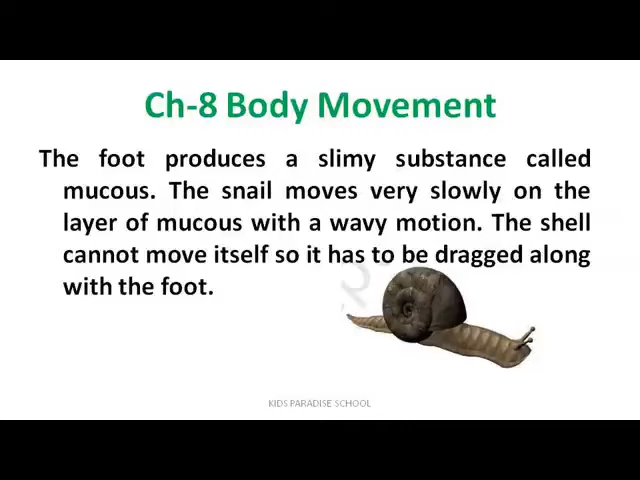 Ch-8 Body Movement
The foot produces a slimy substance called
mucous. The snail moves very slowly on the
layer of mucous with a wavy motion. The shell
cannot move itself so it has to be dragged along
with the foot.
KIDS PARADISE SCHOOL